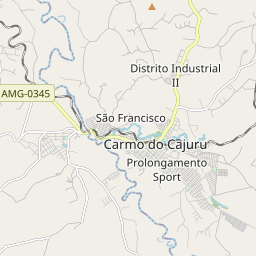 Distrito Industrial
II
AMG-0345
São Francisco
Carmo do Cajuru
Prolongamento
Sport